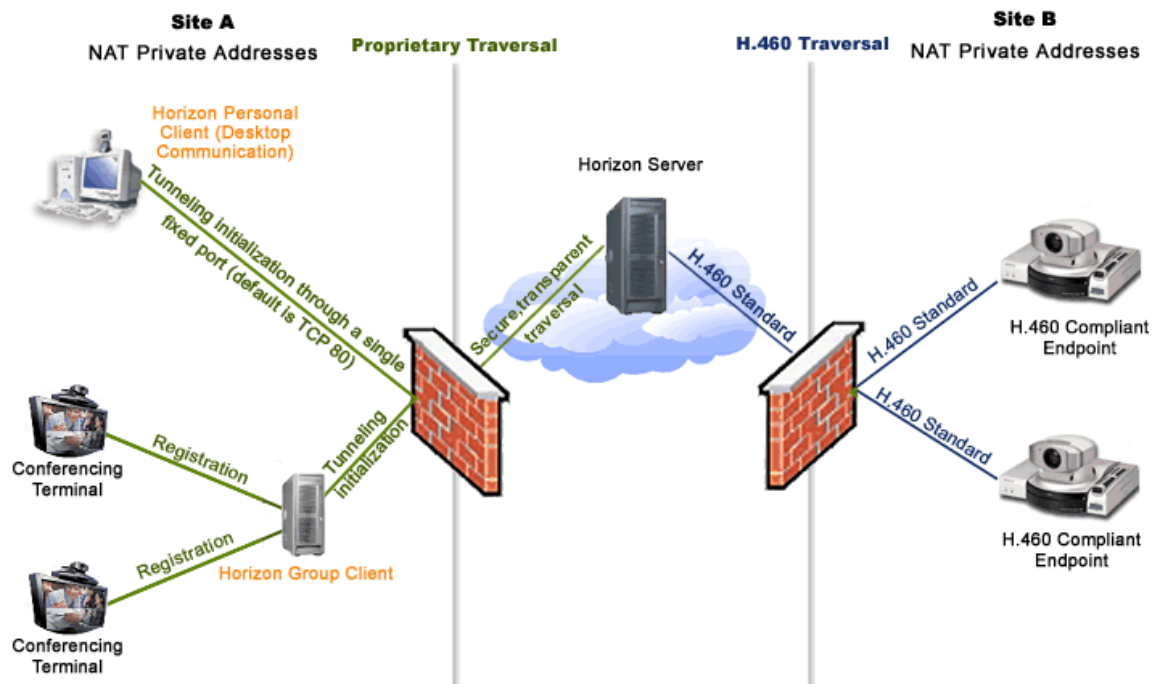 Site A
NAT Private Addresses
Proprietary Traversal
H.460 Traversal
Site B
NAT Private Addresses
Horizon Personal
Client (Desktop
Communication)
Tunneling initialization through a single
fixed port (default is TCP 80)
Horizon Server
Secure,transparent
traversal
H.460 Standard
H.460 Standard
H.460 Compliant
Endpoint
H.460 Standard
H.460 Compliant
Endpoint
Conferencing
Terminal
Registration
Tunneling
initialization
Registration
Horizon Group Client
Conferencing
Terminal